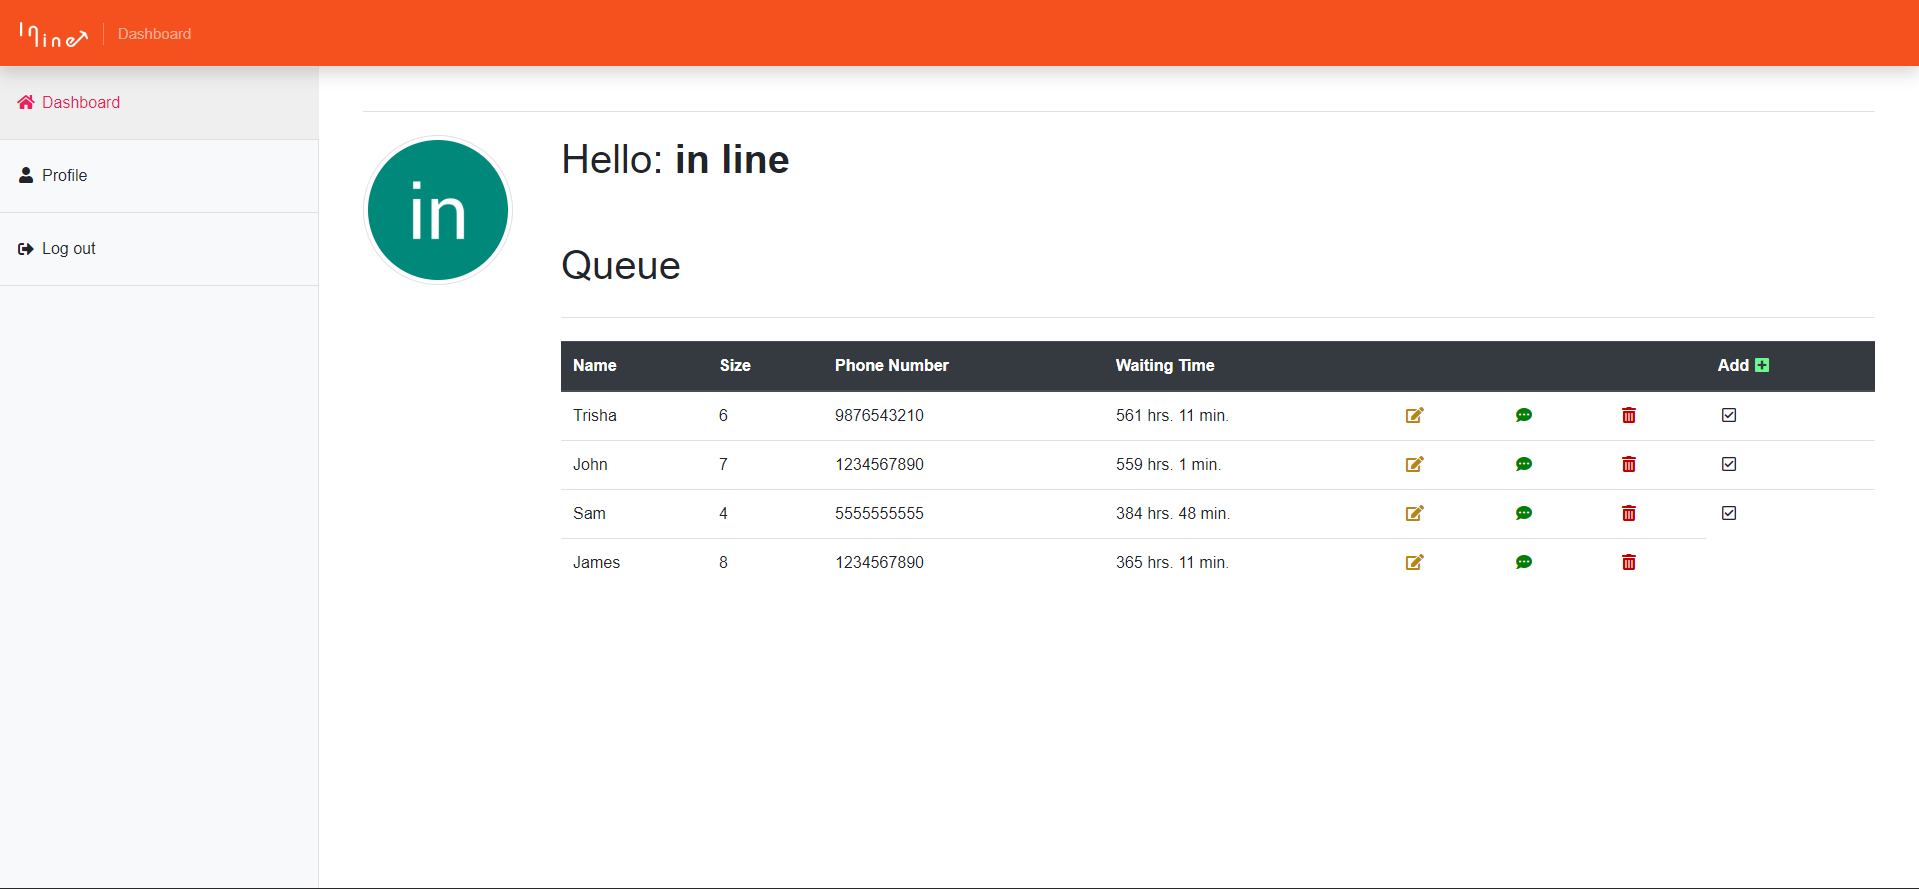 In line Dashboard
Dashboard
Profile
Log out
in
Hello: in line
Queue
Name Size Phone Number Waiting Time Add
Trisha 6 9876543210 561 hrs. 11 min.
John 7 1234567890 559 hrs. 1 min.
Sam 4 5555555555 384 hrs. 48 min.
James 8 1234567890 365 hrs. 11 min.